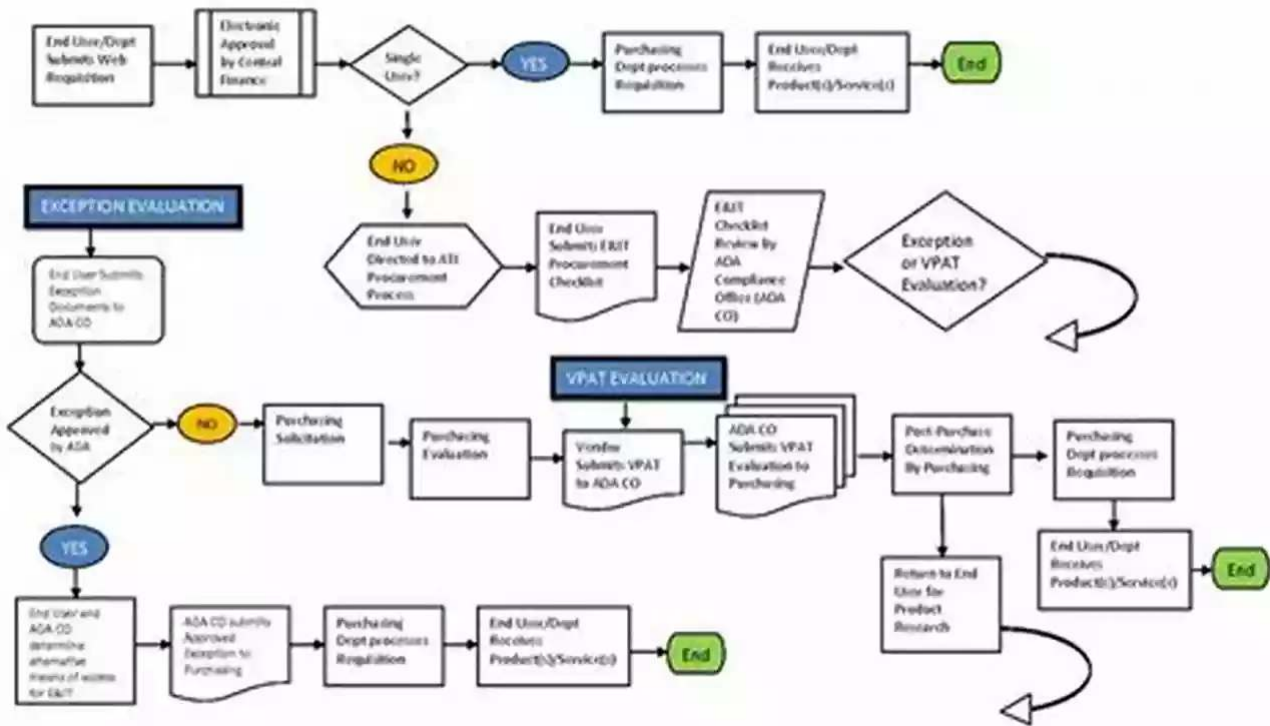 End User/Dept
Submits Web
Requisition
Electronic
Approval
by Central
Finance
Single
User?
YES
Purchasing
Dept processes
Requisition
End User/Dept
Receives
Product(s)/Service(s)
End
NO
EXCEPTION EVALUATION
End User
Directed to ATI
Procurement
Process
End User
Submits E&IT
Procurement
Checklist
E&IT
Checklist
Review by
ADA
Compliance
Office (ADA
CO)
Exception
or VPAT
Evaluation?
End User Submits
Exception
Documents to
ADA CO
VPAT EVALUATION
Exception
Approved
by ADA
NO
Purchasing
Solicitation
Purchasing
Evaluation
Vendor
Submits VPAT
to ADA CO
ADA CO
Submits VPAT
Evaluation to
Purchasing
Post-Purchase
Determination
By Purchasing
Purchasing
Dept processes
Requisition
YES
End User/Dept
Receives
Product(s)/Service(s)
End
Return to End
User for
Product
Research
End User and
ADA CO
determine
alternative
means of access
for E&IT
ADA CO submits
Approved
Exception to
Purchasing
Purchasing
Dept processes
Requisition
End User/Dept
Receives
Product(s)/Service(s)
End